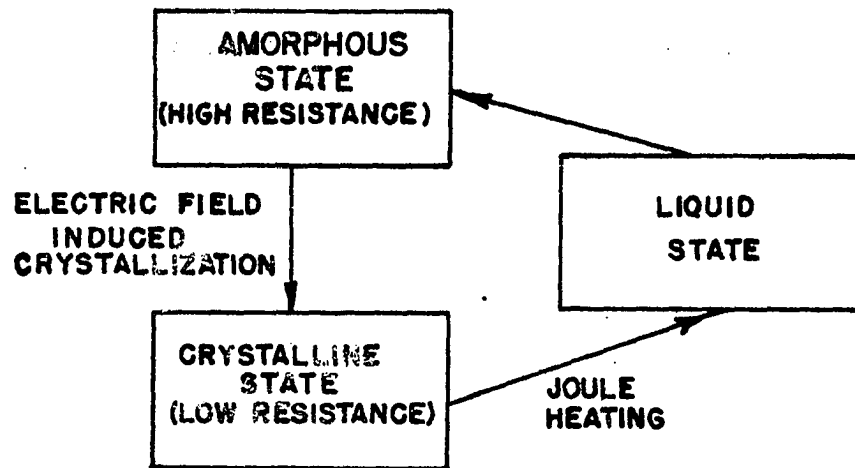 AMORPHOUS
STATE
(HIGH RESISTANCE)
ELECTRIC FIELD
INDUCED
CRYSTALLIZATION
LIQUID
STATE
CRYSTALLINE
STATE
(LOW RESISTANCE)
JOULE
HEATING